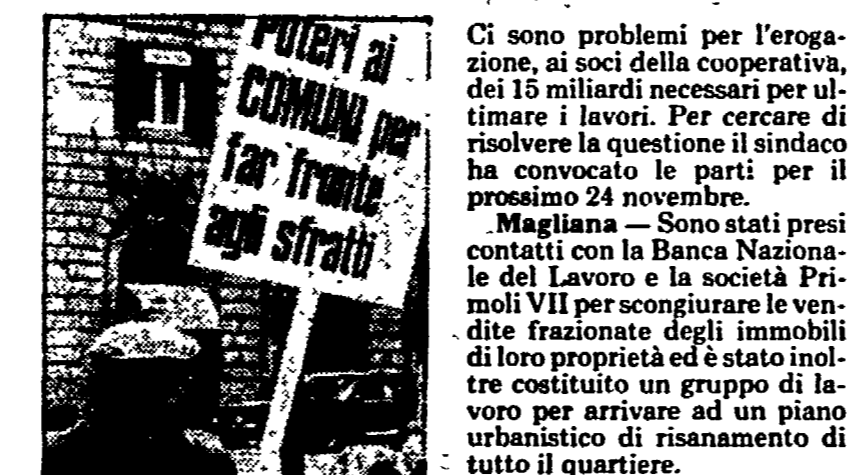 Poteri ai
COMUNI per
far fronte
agli sfratti
Ci sono problemi per l'eroga-
zione, ai soci della cooperativa,
dei 15 miliardi necessari per ul-
timare i lavori. Per cercare di
risolvere la questione il sindaco
ha convocato le parti per il
prossimo 24 novembre.
Magliana — Sono stati presi
contatti con la Banca Naziona-
le del Lavoro e la società Pri-
moli VII per scongiurare le ven-
dite frazionate degli immobili
di loro proprietà ed è stato inol-
tre costituito un gruppo di la-
voro per arrivare ad un piano
urbanistico di risanamento di
tutto il quartiere.